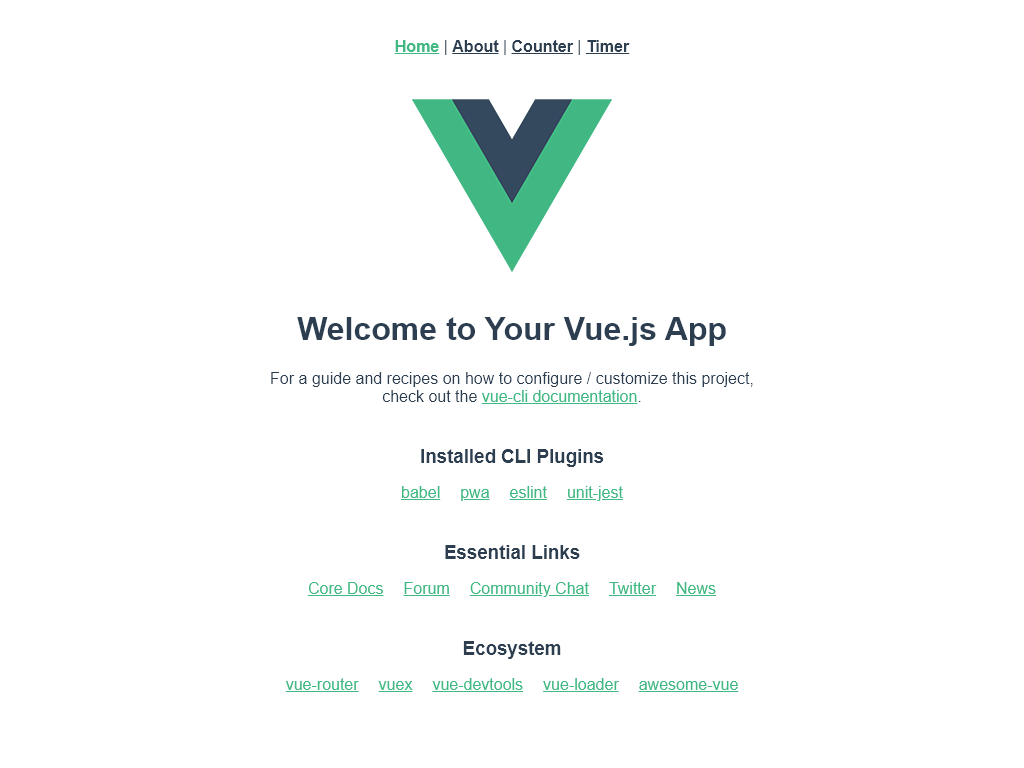 Home | About | Counter | Timer
Welcome to Your Vue.js App
For a guide and recipes on how to configure / customize this project,
check out the vue-cli documentation.
Installed CLI Plugins
babel pwa eslint unit-jest
Essential Links
Core Docs Forum Community Chat Twitter News
Ecosystem
vue-router vuex vue-devtools vue-loader awesome-vue